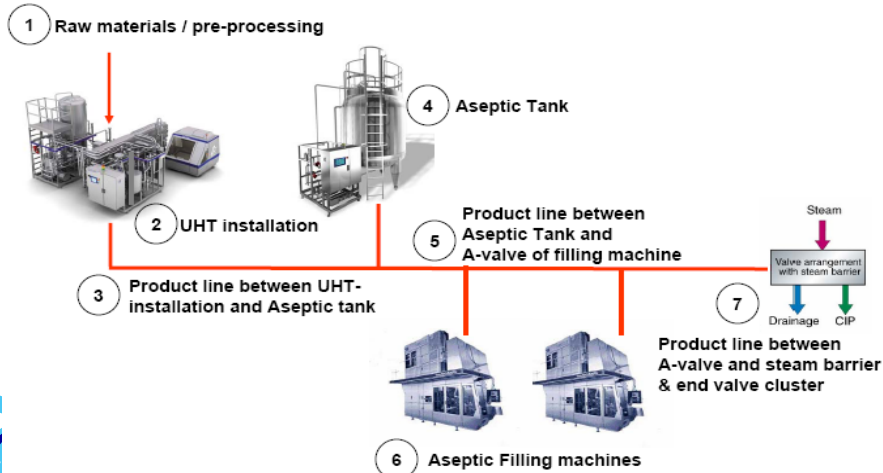 1
Raw materials / pre-processing
4
Aseptic Tank
2
UHT installation
5
Product line between
Aseptic Tank and
A-valve of filling machine
3
Product line between UHT-
installation and Aseptic tank
Steam
Valve arrangement
with steam barrier
Drainage
CIP
7
Product line between
A-valve and steam barrier
& end valve cluster
6
Aseptic Filling machines